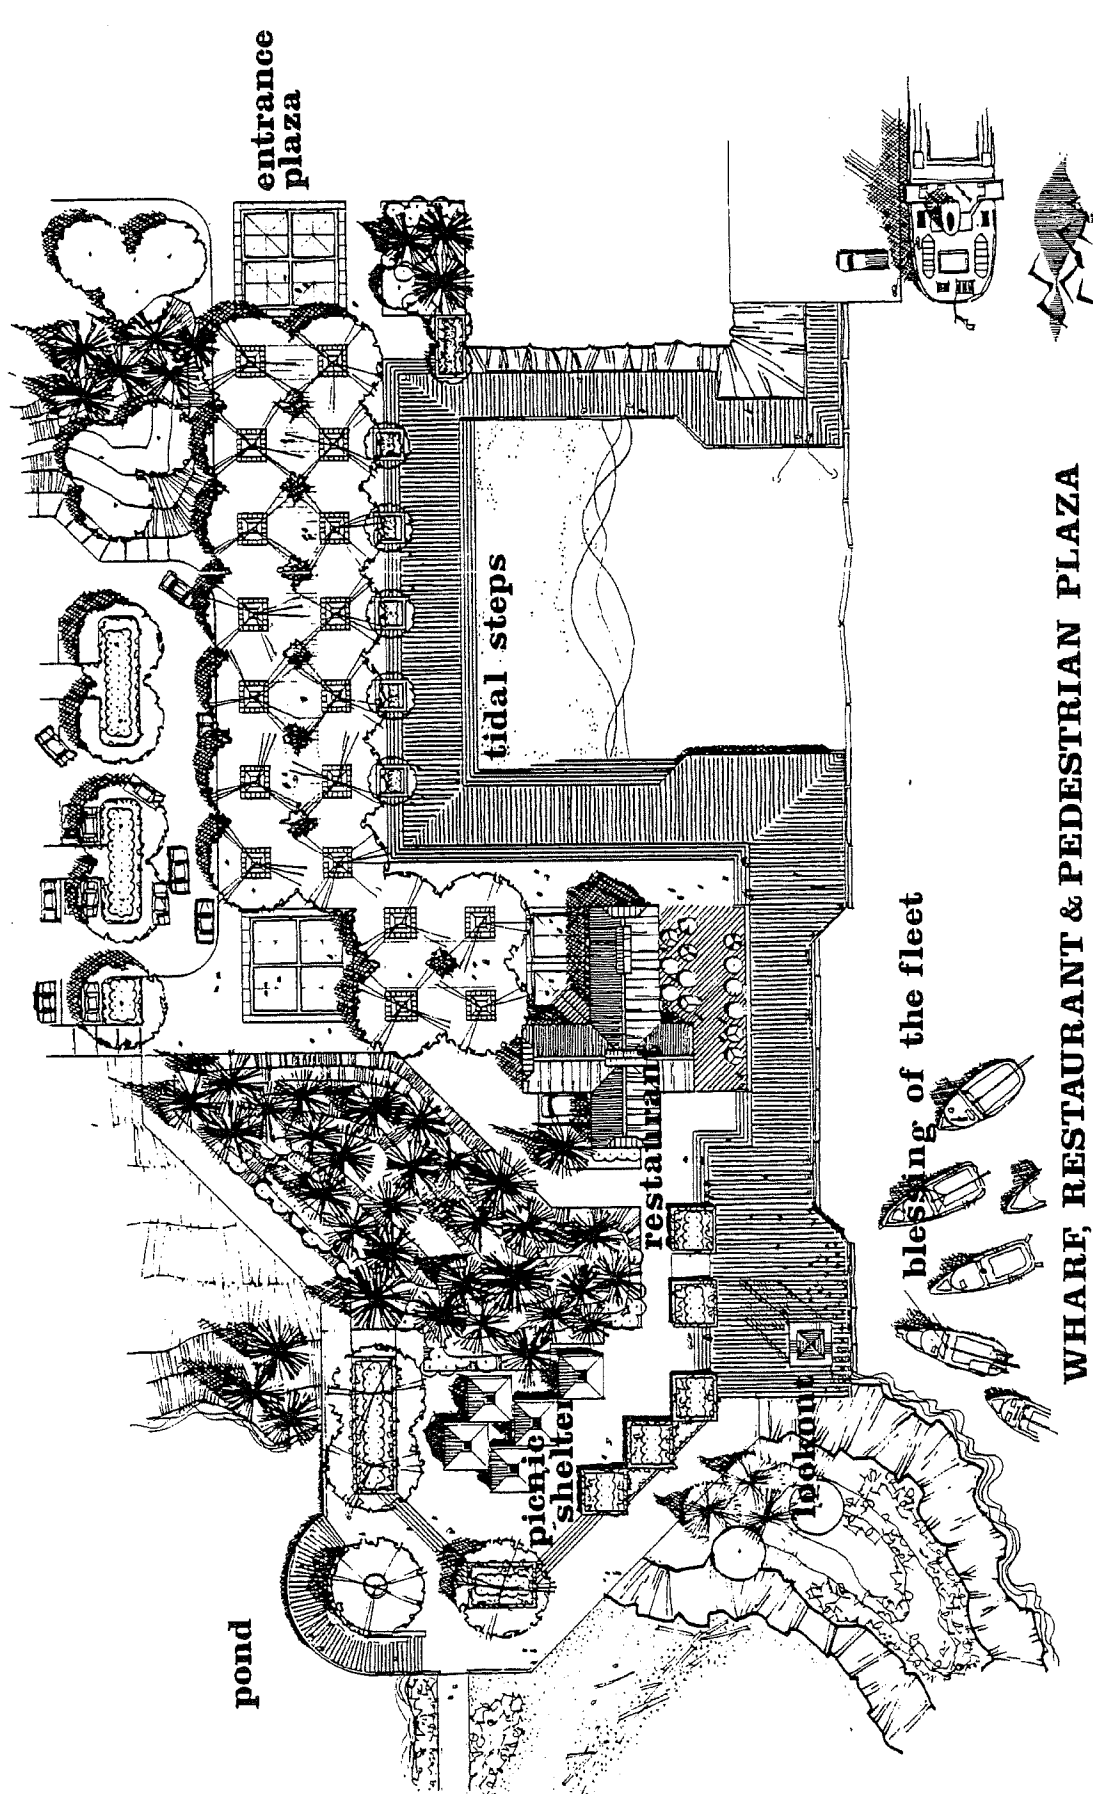 pond
entrance
plaza
tidal steps
picnic
shelter
restaurant
lookout
blessing of the fleet
WHARF, RESTAURANT & PEDESTRIAN PLAZA